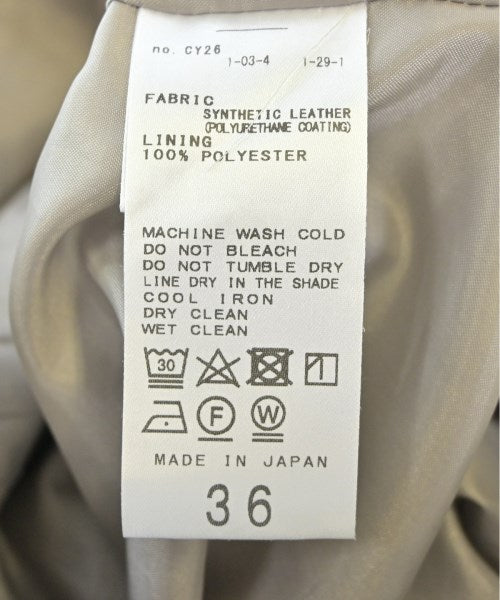 no. CY26
1-03-4 1-29-1
FABRIC
SYNTHETIC LEATHER
(POLYURETHANE COATING)
LINING
100% POLYESTER
MACHINE WASH COLD
DO NOT BLEACH
DO NOT TUMBLE DRY
LINE DRY IN THE SHADE
COOL IRON
DRY CLEAN
WET CLEAN
30
F W
MADE IN JAPAN
36